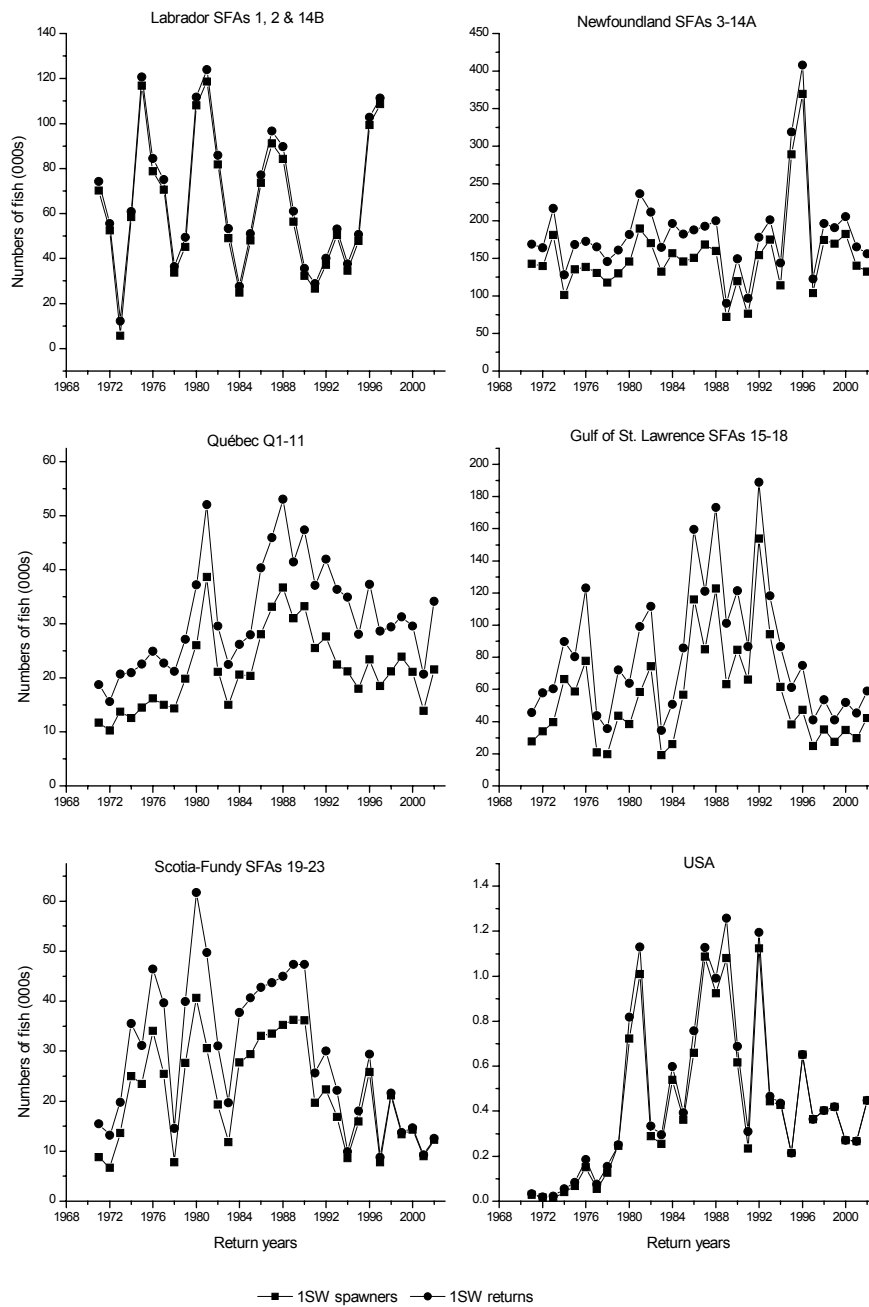 Labrador SFAs 1, 2 & 14B
Numbers of fish (000s)
140
120
100
80
60
40
20
0
1968 1972 1976 1980 1984 1988 1992 1996 2000
Newfoundland SFAs 3-14A
450
400
350
300
250
200
150
100
50
0
1968 1972 1976 1980 1984 1988 1992 1996 2000
Québec Q1-11
Numbers of fish (000s)
60
50
40
30
20
10
0
1968 1972 1976 1980 1984 1988 1992 1996 2000
Gulf of St. Lawrence SFAs 15-18
200
180
160
140
120
100
80
60
40
20
0
1968 1972 1976 1980 1984 1988 1992 1996 2000
Scotia-Fundy SFAs 19-23
Numbers of fish (000s)
60
50
40
30
20
10
0
1968 1972 1976 1980 1984 1988 1992 1996 2000
Return years
USA
1.4
1.2
1.0
0.8
0.6
0.4
0.2
0.0
1968 1972 1976 1980 1984 1988 1992 1996 2000
Return years
1SW spawners 1SW returns